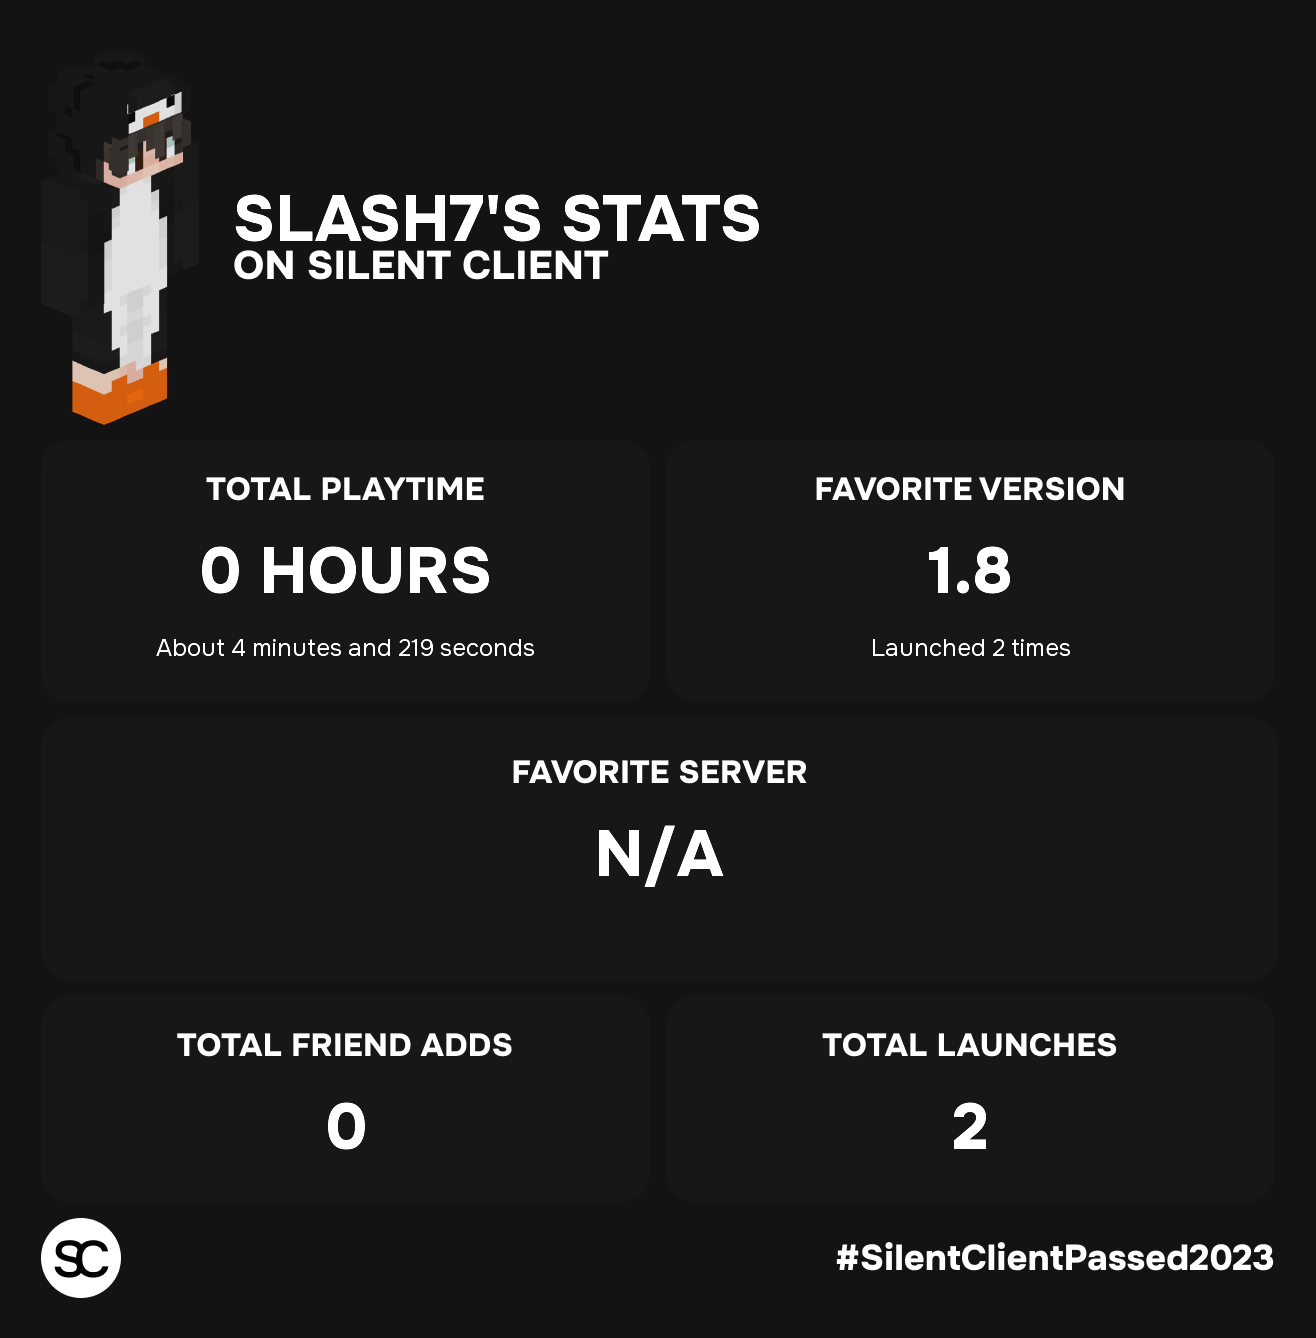 SLASH7'S STATS
ON SILENT CLIENT
TOTAL PLAYTIME
0 HOURS
About 4 minutes and 219 seconds
FAVORITE VERSION
1.8
Launched 2 times
FAVORITE SERVER
N/A
TOTAL FRIEND ADDS
0
TOTAL LAUNCHES
2
SC
#SilentClientPassed2023